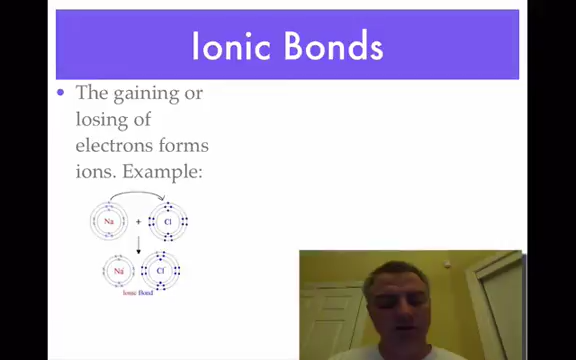 Ionic Bonds
• The gaining or
losing of
electrons forms
ions. Example:
Na + Cl
Na Cl
Ionic Bond